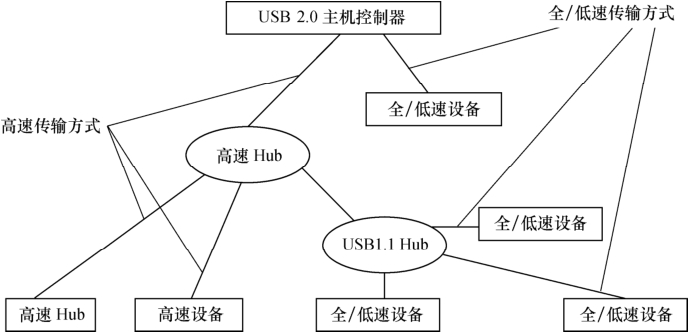 USB 2.0 主机控制器
全/低速传输方式
全/低速设备
高速传输方式
高速 Hub
全/低速设备
USB1.1 Hub
高速 Hub
高速设备
全/低速设备
全/低速设备